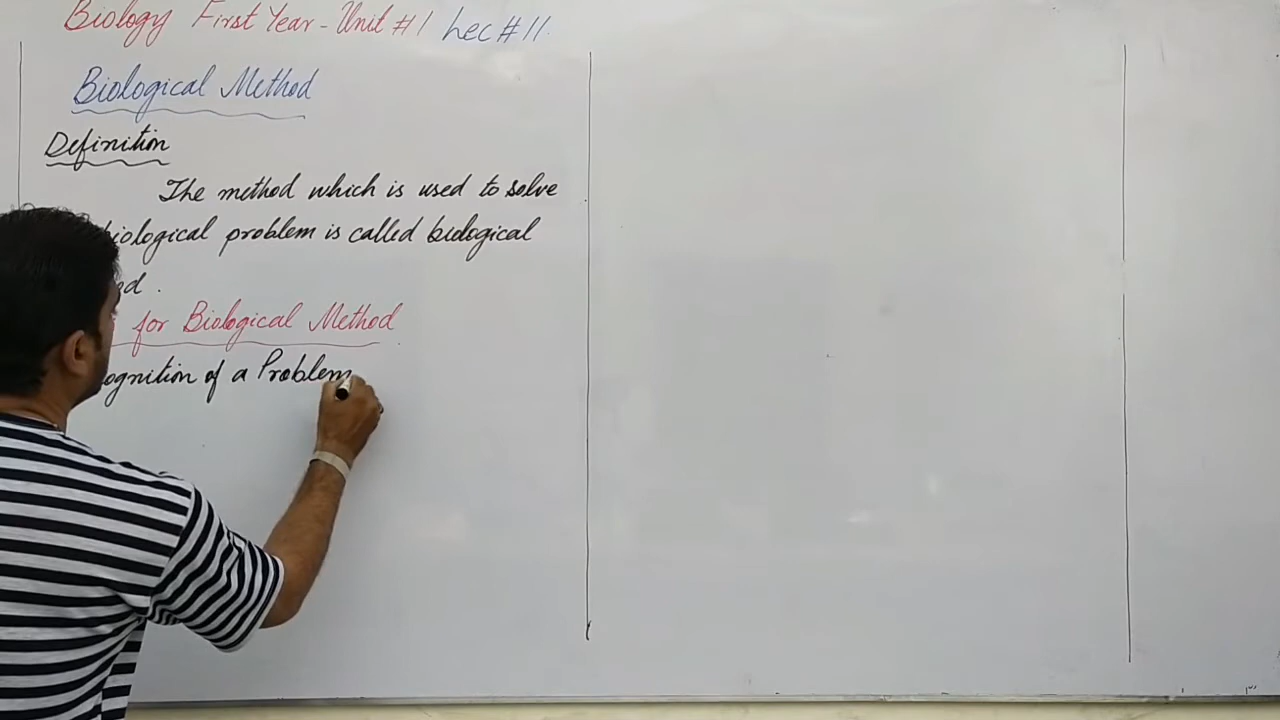 Biology First Year - Unit #1 Lec #11
Biological Method
Definition
The method which is used to solve
biological problem is called biological
for Biological Method
of a Problem